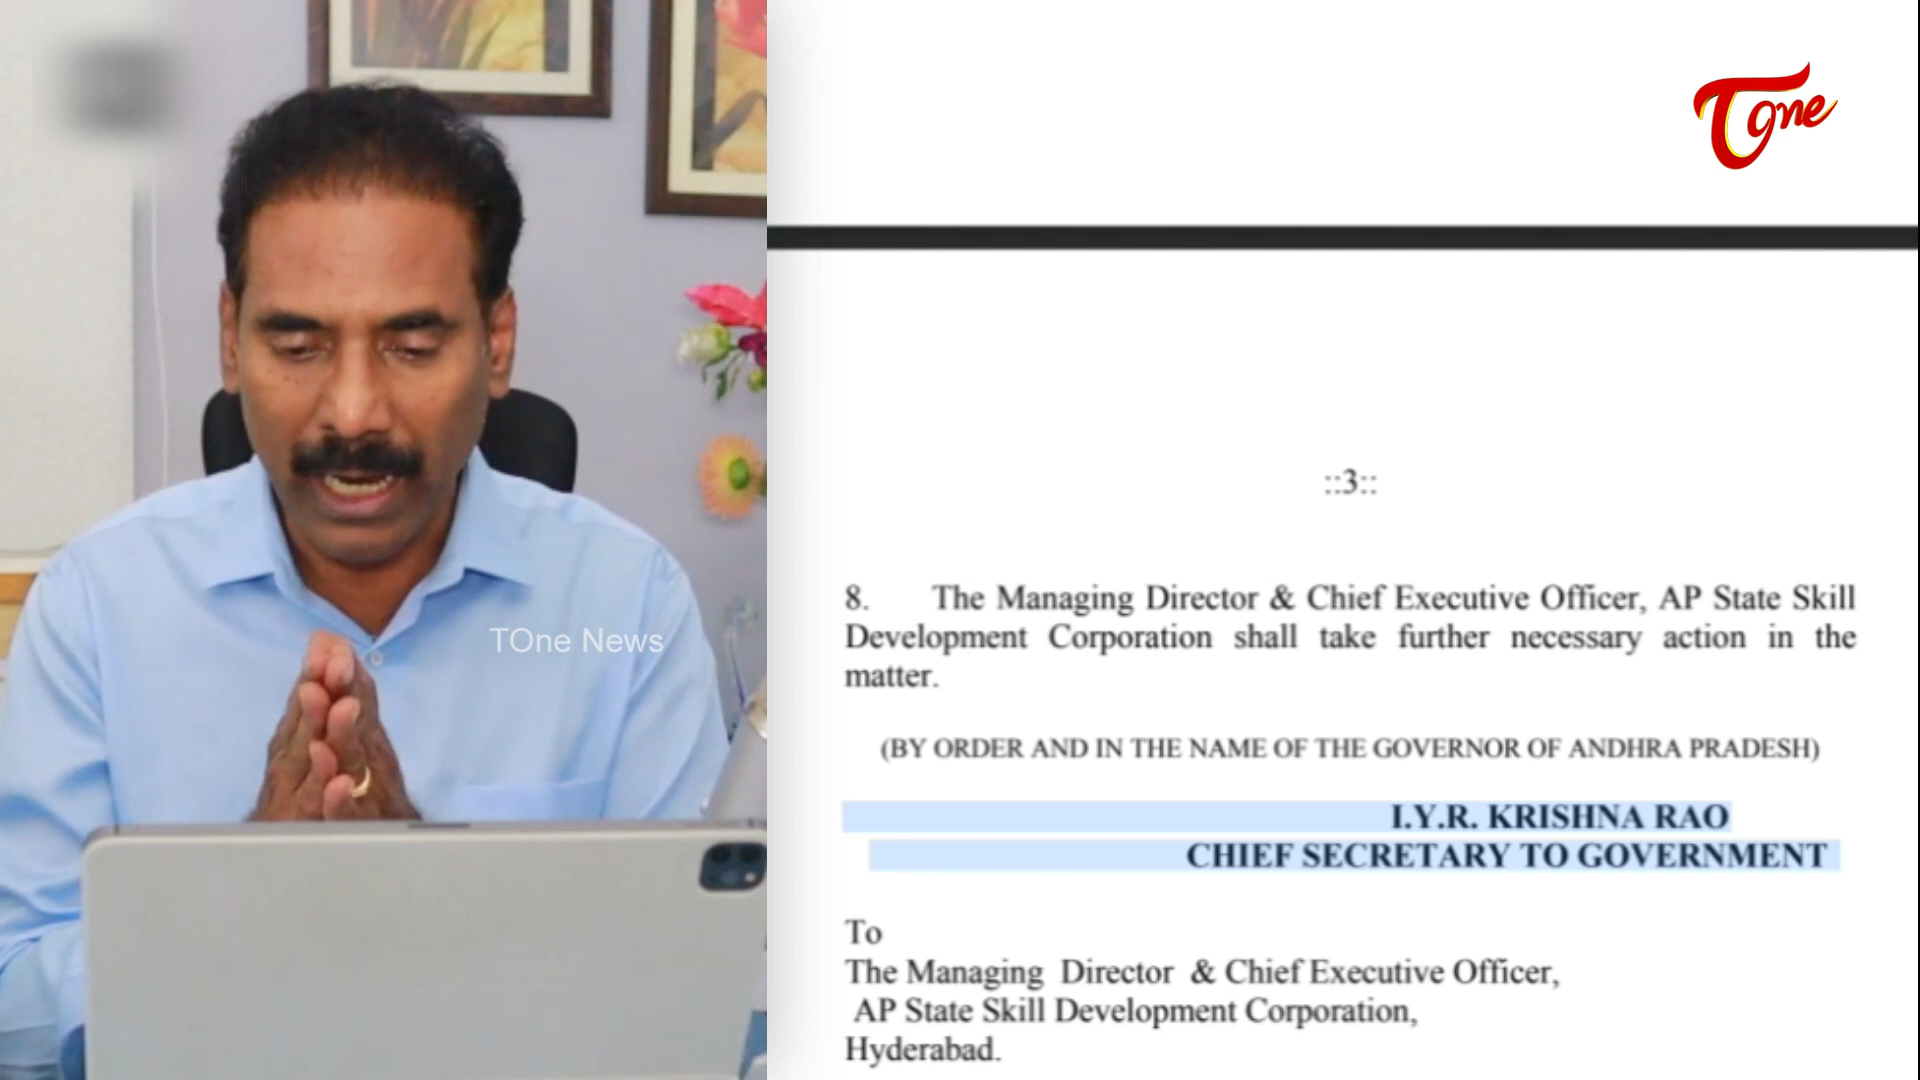 Tone
TOne News
::3::
8. The Managing Director & Chief Executive Officer, AP State Skill
Development Corporation shall take further necessary action in the
matter.
(BY ORDER AND IN THE NAME OF THE GOVERNOR OF ANDHRA PRADESH)
I.Y.R. KRISHNA RAO
CHIEF SECRETARY TO GOVERNMENT
To
The Managing Director & Chief Executive Officer,
AP State Skill Development Corporation,
Hyderabad.